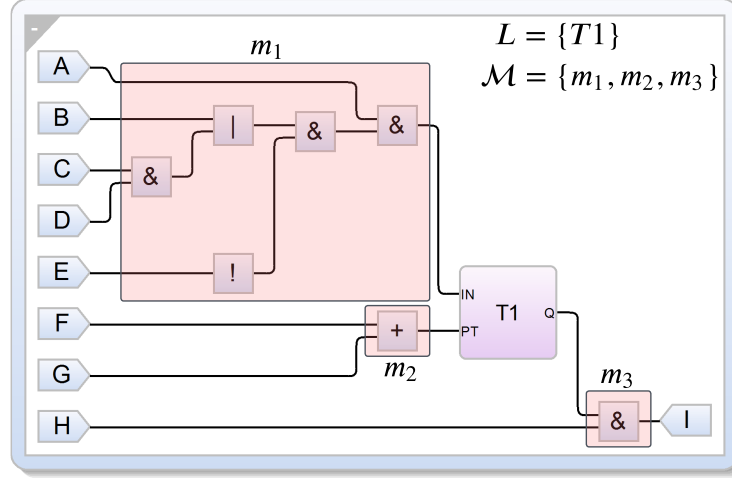 -
L = {T1}
ℳ = {m₁, m₂, m₃}
m₁
A
B
C
D
E
F
G
H
&
|
&
&
!
IN
PT
T1
Q
+
m₂
m₃
&
I